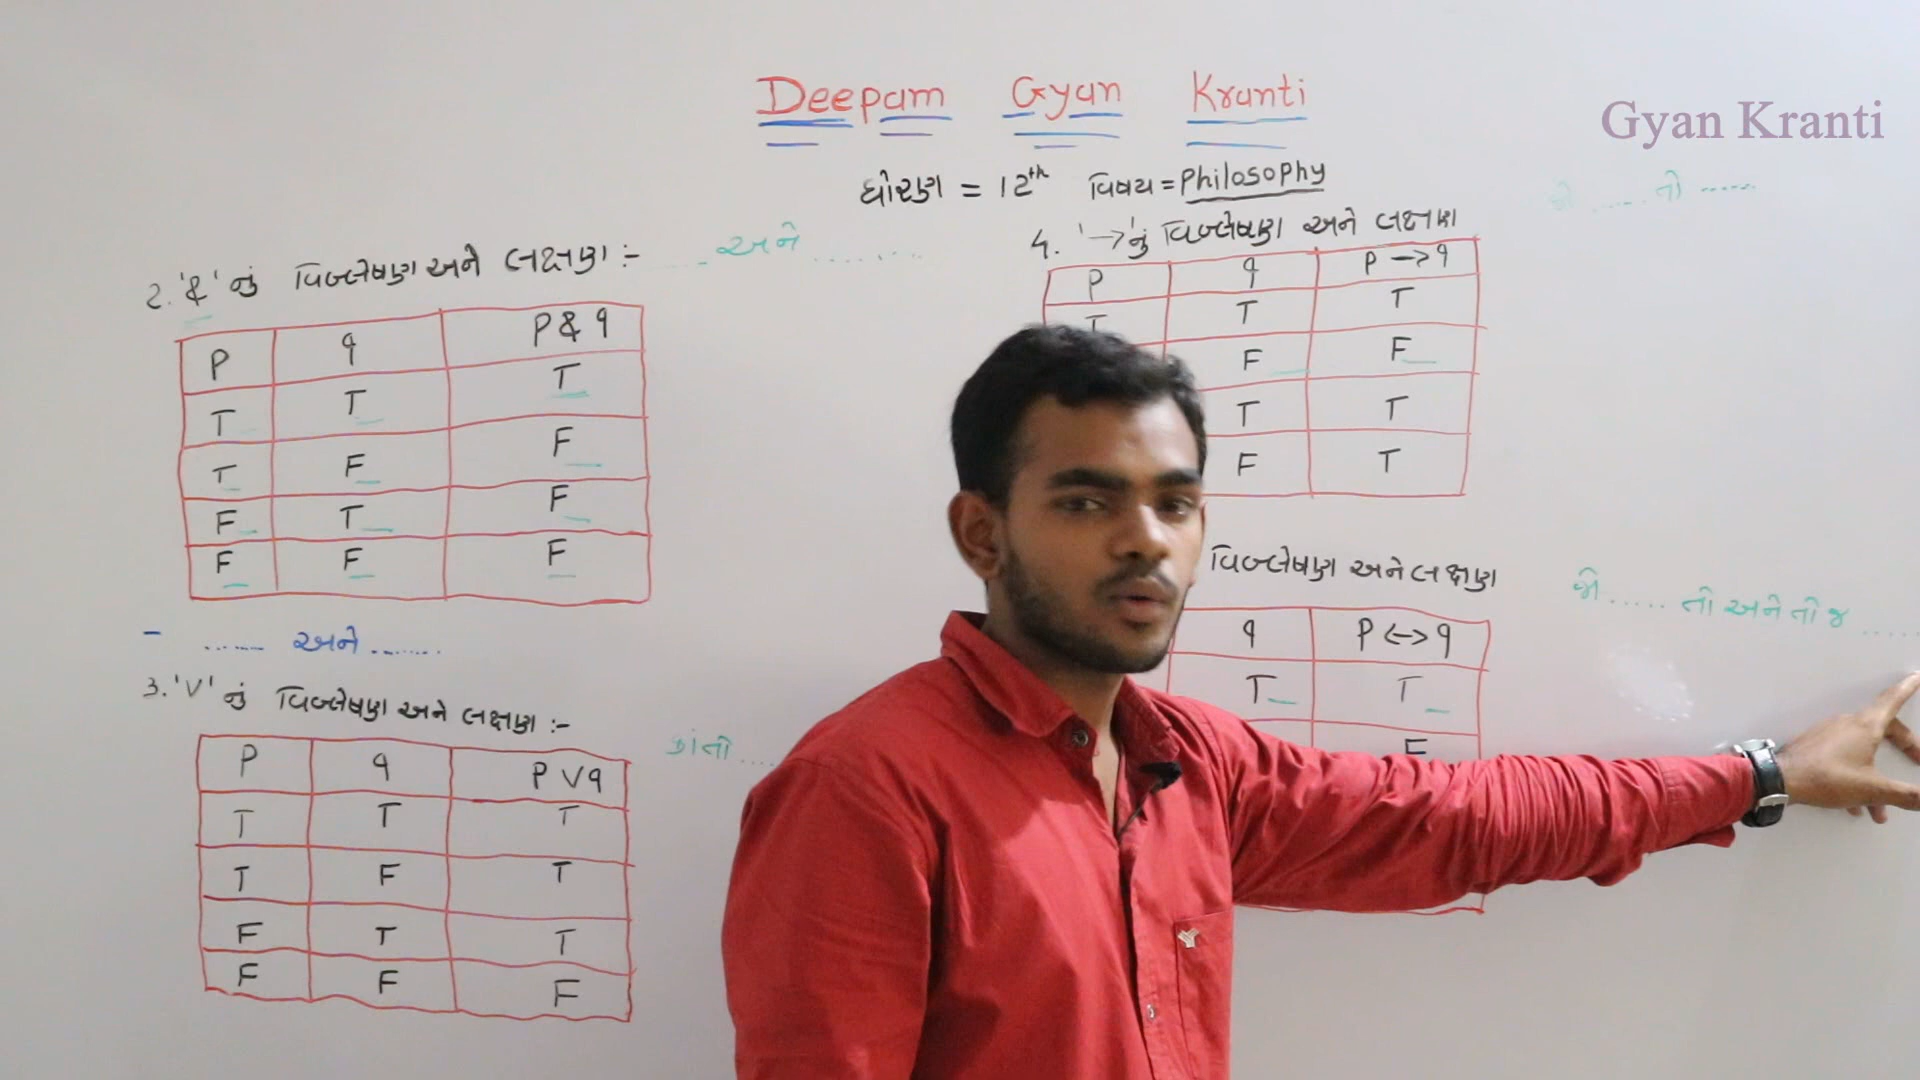 Deepam Gyan Kranti
Gyan Kranti
ધોરણ = 12th વિષય = Philosophy
2. '&' નું વિશ્લેષણ અને લક્ષણ :- .... અને ........
P q P & q
T T T
T F F
F T F
F F F
- ...... અને ........
3. 'V' નું વિશ્લેષણ અને લક્ષણ :-
P q P V q
T T T
T F T
F T T
F F F
કાંતો ....
4. '→' નું વિશ્લેષણ અને લક્ષણ
..... તો ......
P q P → q
T T T
F F
T T
F T
વિશ્લેષણ અને લક્ષણ
જો ...... તો અને તો જ ......
q P ↔ q
T T
F